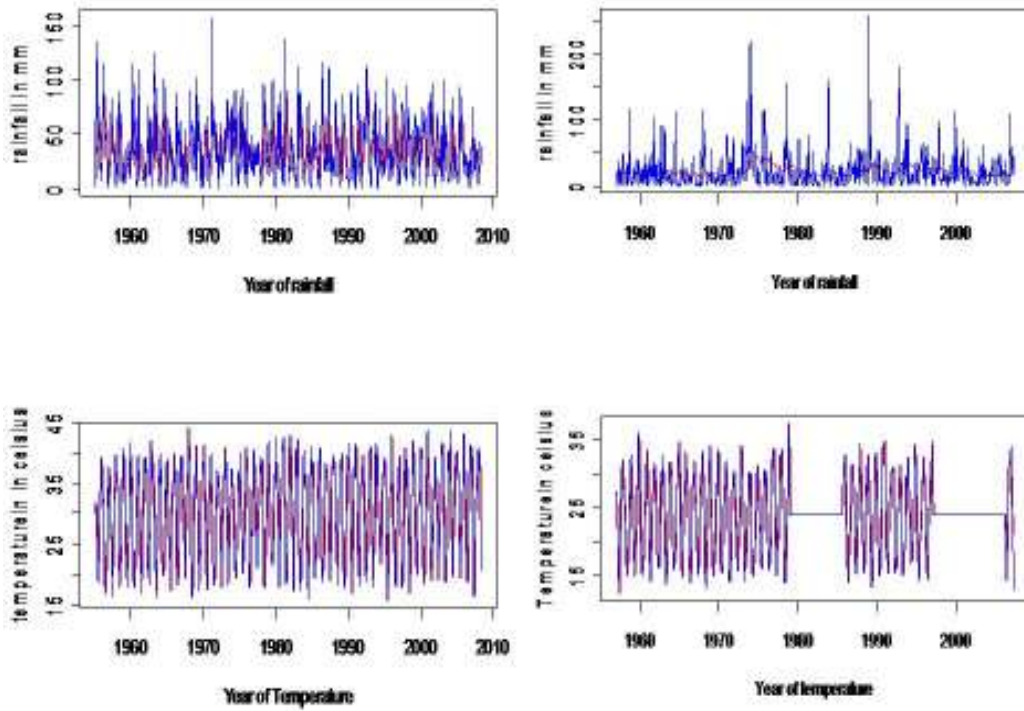 rainfall in mm
150
100
50
0
1960 1970 1980 1990 2000 2010
Year of rainfall
rainfall in mm
200
100
0
1960 1970 1980 1990 2000
Year of rainfall
temperature in celsius
45
35
25
15
1960 1970 1980 1990 2000 2010
Year of Temperature
Temperature in celsius
35
25
15
1960 1970 1980 1990 2000
Year of temperature